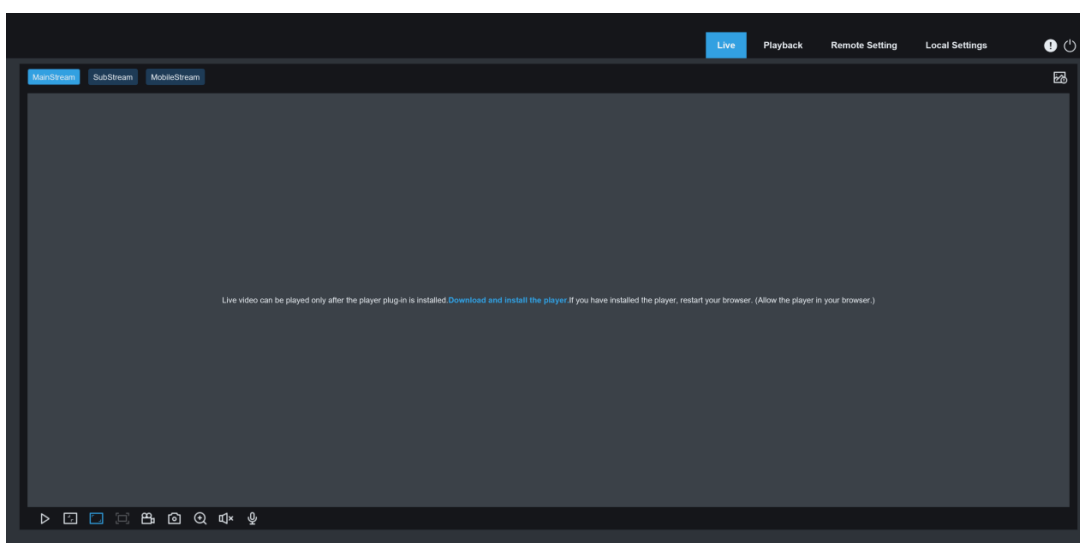 Live Playback Remote Setting Local Settings
MainStream SubStream MobileStream
Live video can be played only after the player plug-in is installed.Download and install the player.If you have installed the player, restart your browser. (Allow the player in your browser.)